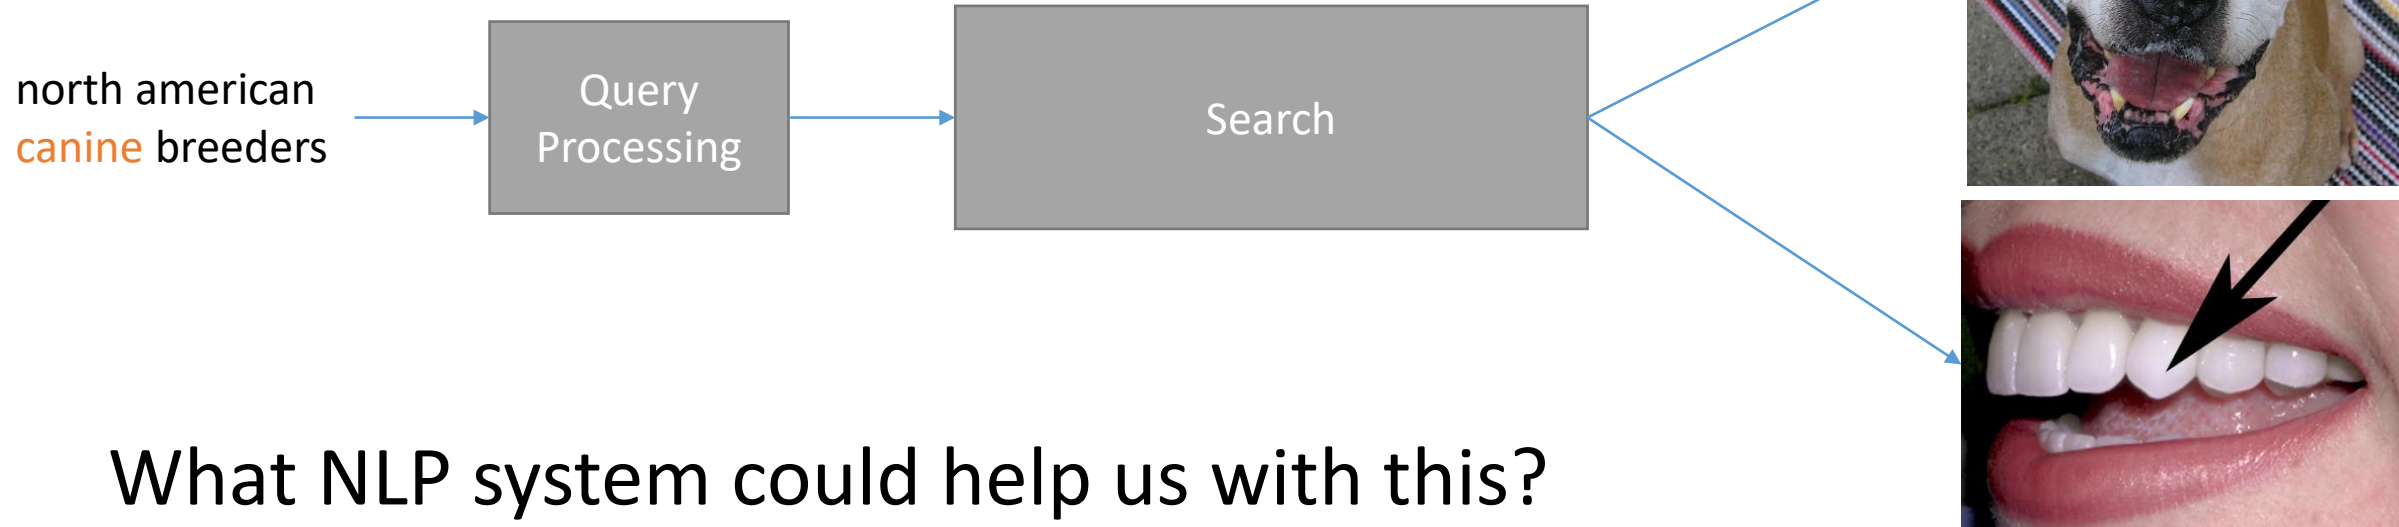 north american
canine breeders
Query
Processing
Search
What NLP system could help us with this?